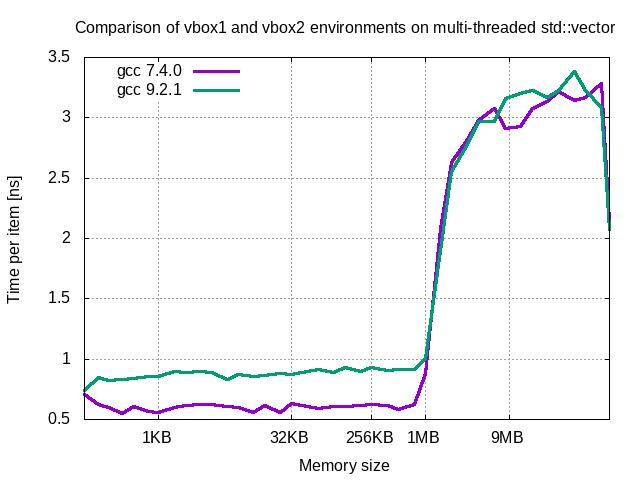 Comparison of vbox1 and vbox2 environments on multi-threaded std::vector
3.5
gcc 7.4.0
gcc 9.2.1
3
2.5
2
1.5
1
0.5
Time per item [ns]
1KB 32KB 256KB 1MB 9MB
Memory size